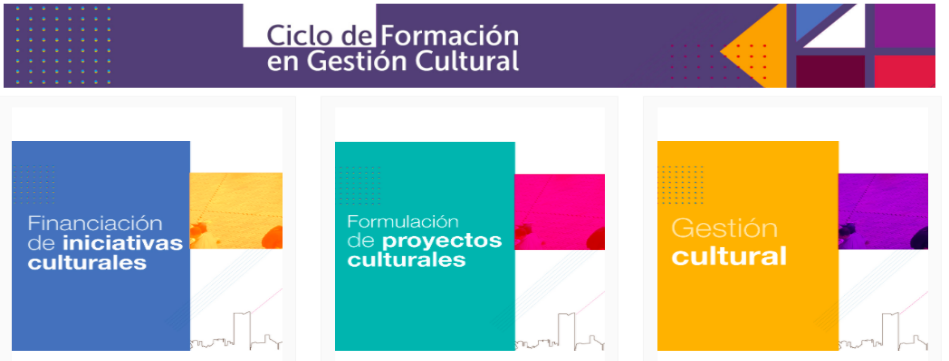 Ciclo de Formación
en Gestión Cultural
Financiación
de iniciativas
culturales
Formulación
de proyectos
culturales
Gestión
cultural